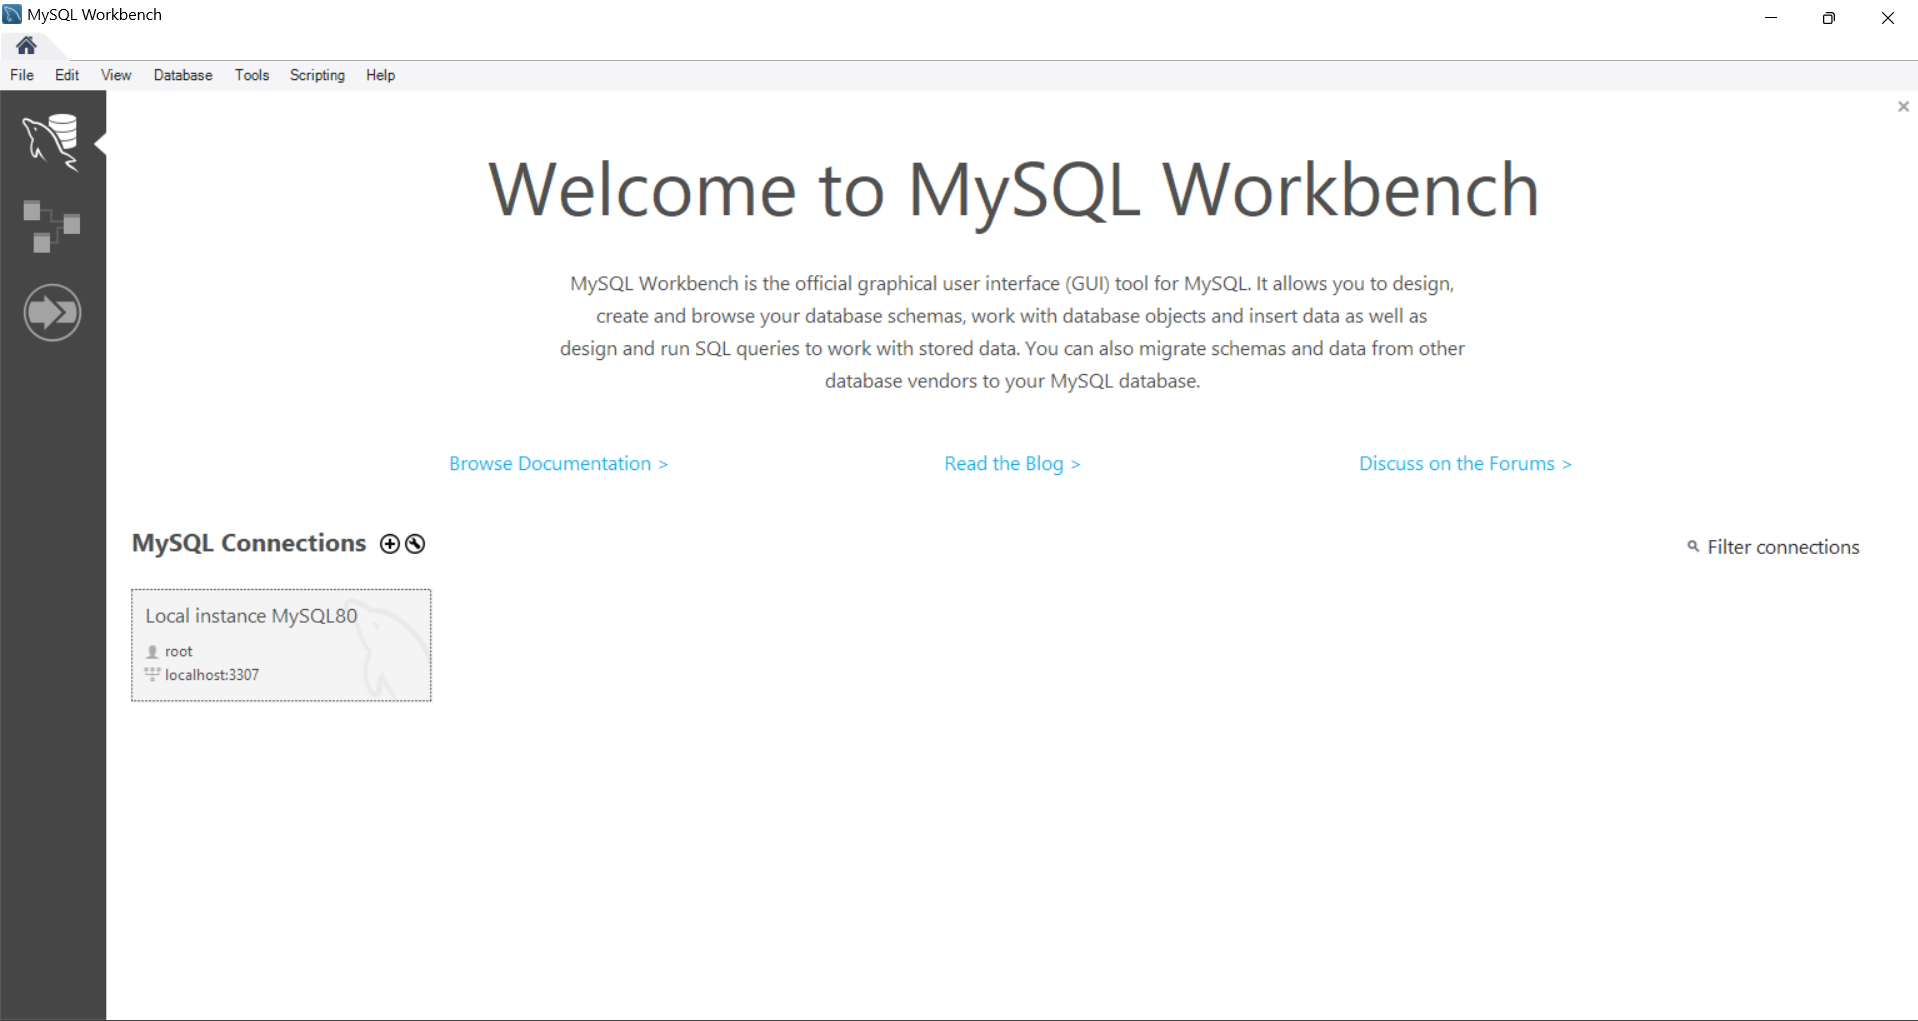 MySQL Workbench
File Edit View Database Tools Scripting Help
Welcome to MySQL Workbench
MySQL Workbench is the official graphical user interface (GUI) tool for MySQL. It allows you to design,
create and browse your database schemas, work with database objects and insert data as well as
design and run SQL queries to work with stored data. You can also migrate schemas and data from other
database vendors to your MySQL database.
Browse Documentation > Read the Blog > Discuss on the Forums >
MySQL Connections Filter connections
Local instance MySQL80
root
localhost:3307